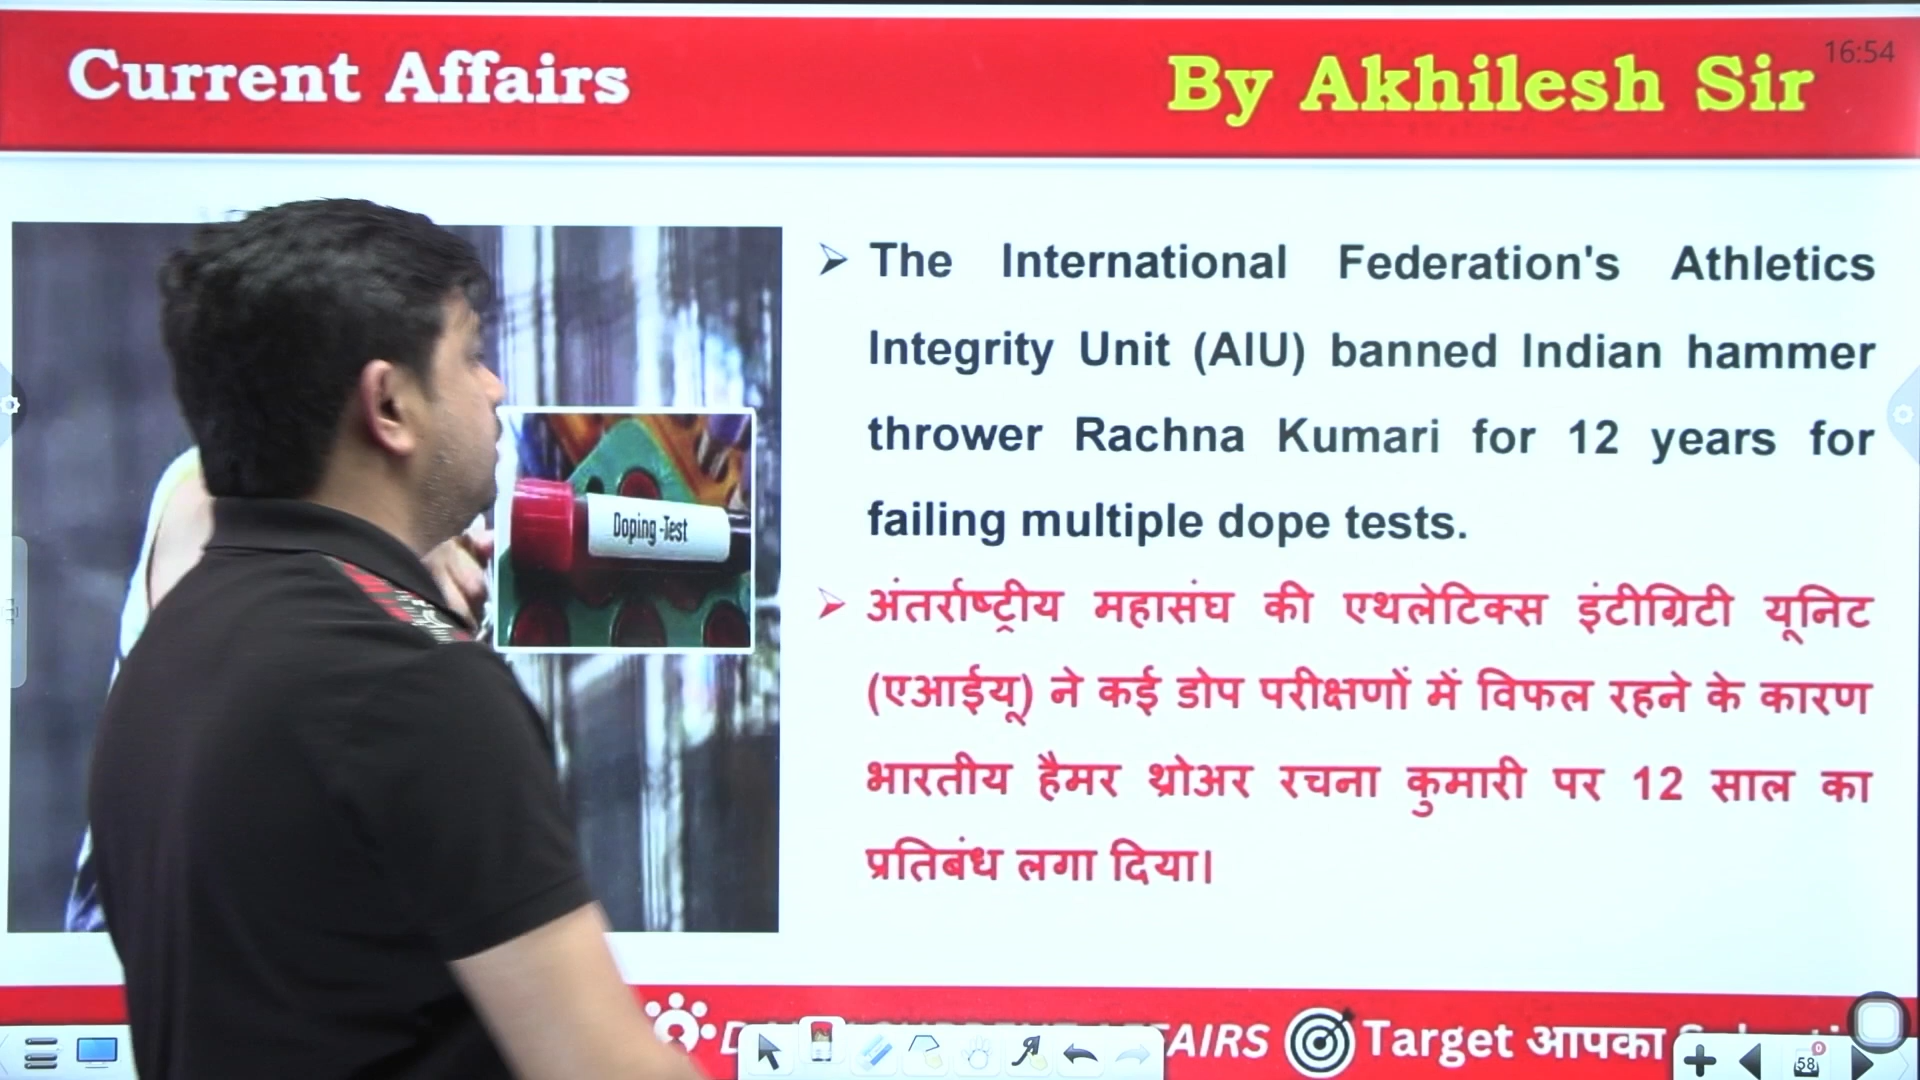 Current Affairs
By Akhilesh Sir
16:54
Doping-Test
➢ The International Federation's Athletics
Integrity Unit (AIU) banned Indian hammer
thrower Rachna Kumari for 12 years for
failing multiple dope tests.
➢ अंतर्राष्ट्रीय महासंघ की एथलेटिक्स इंटीग्रिटी यूनिट
(एआईयू) ने कई डोप परीक्षणों में विफल रहने के कारण
भारतीय हैमर थ्रोअर रचना कुमारी पर 12 साल का
प्रतिबंध लगा दिया।
Target आपका
58
0